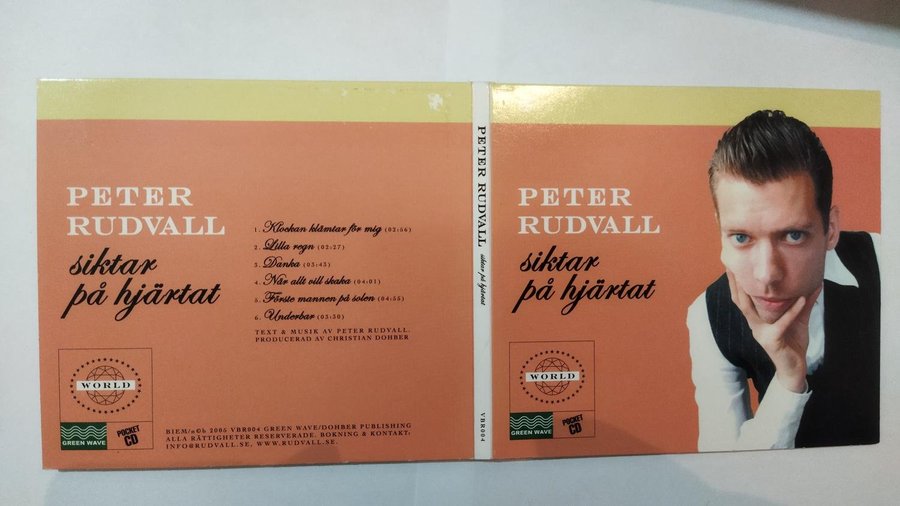 PETER
RUDVALL
siktar
på hjärtat
1. Klockan klämtar för mig (03:56)
2. Lilla regn (02:27)
3. Danka (03:43)
4. När allt vill skaka (04:01)
5. Förste mannen på solen (04:55)
6. Underbar (03:30)
TEXT & MUSIK AV PETER RUDVALL.
PRODUCERAD AV CHRISTIAN DOHBER
WORLD
GREEN WAVE
POCKET
CD
2005 VBR004 GREEN WAVE/DOHBER PUBLISHING
ALLA RÄTTIGHETER RESERVERADE. BOKNING & KONTAKT:
INFO@RUDVALL.SE, WWW.RUDVALL.SE.
PETER RUDVALL siktar på hjärtat VBR004
PETER
RUDVALL
siktar
på hjärtat
WORLD
GREEN WAVE
POCKET
CD